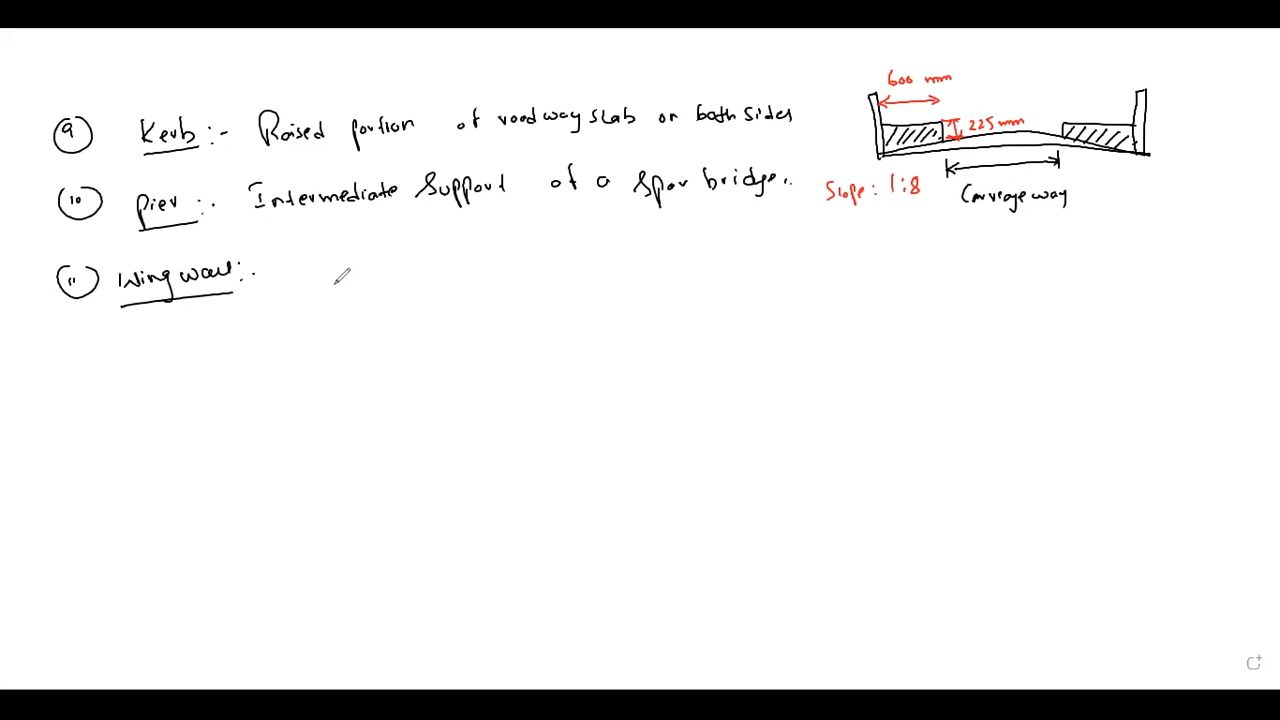 600 mm
⑨ Kerb :- Raised portion of roadway slab on both sides
225 mm
⑩ Pier :- Intermediate Support of a Span bridge.
Slope : 1:8
Carriage way
⑪ Wing wall :-